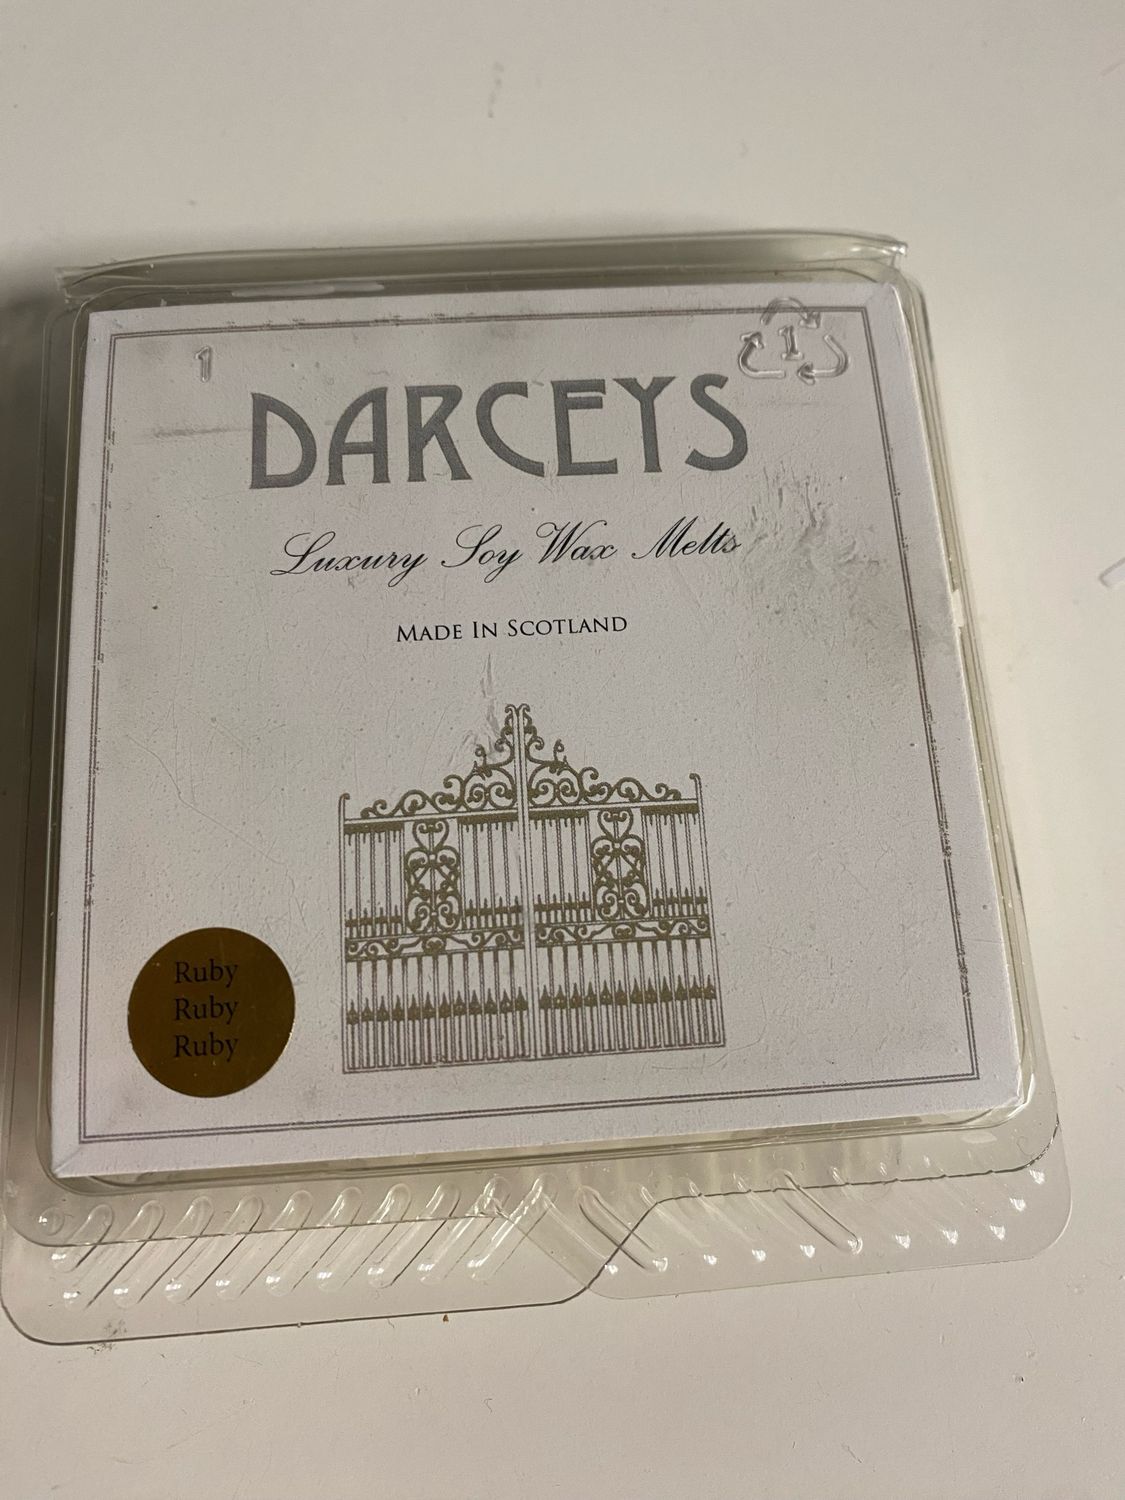 1
1
DARCEYS
Luxury Soy Wax Melts
MADE IN SCOTLAND
Ruby
Ruby
Ruby